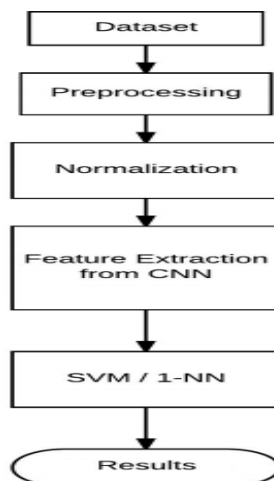 Dataset
Preprocessing
Normalization
Feature Extraction
from CNN
SVM / 1-NN
Results